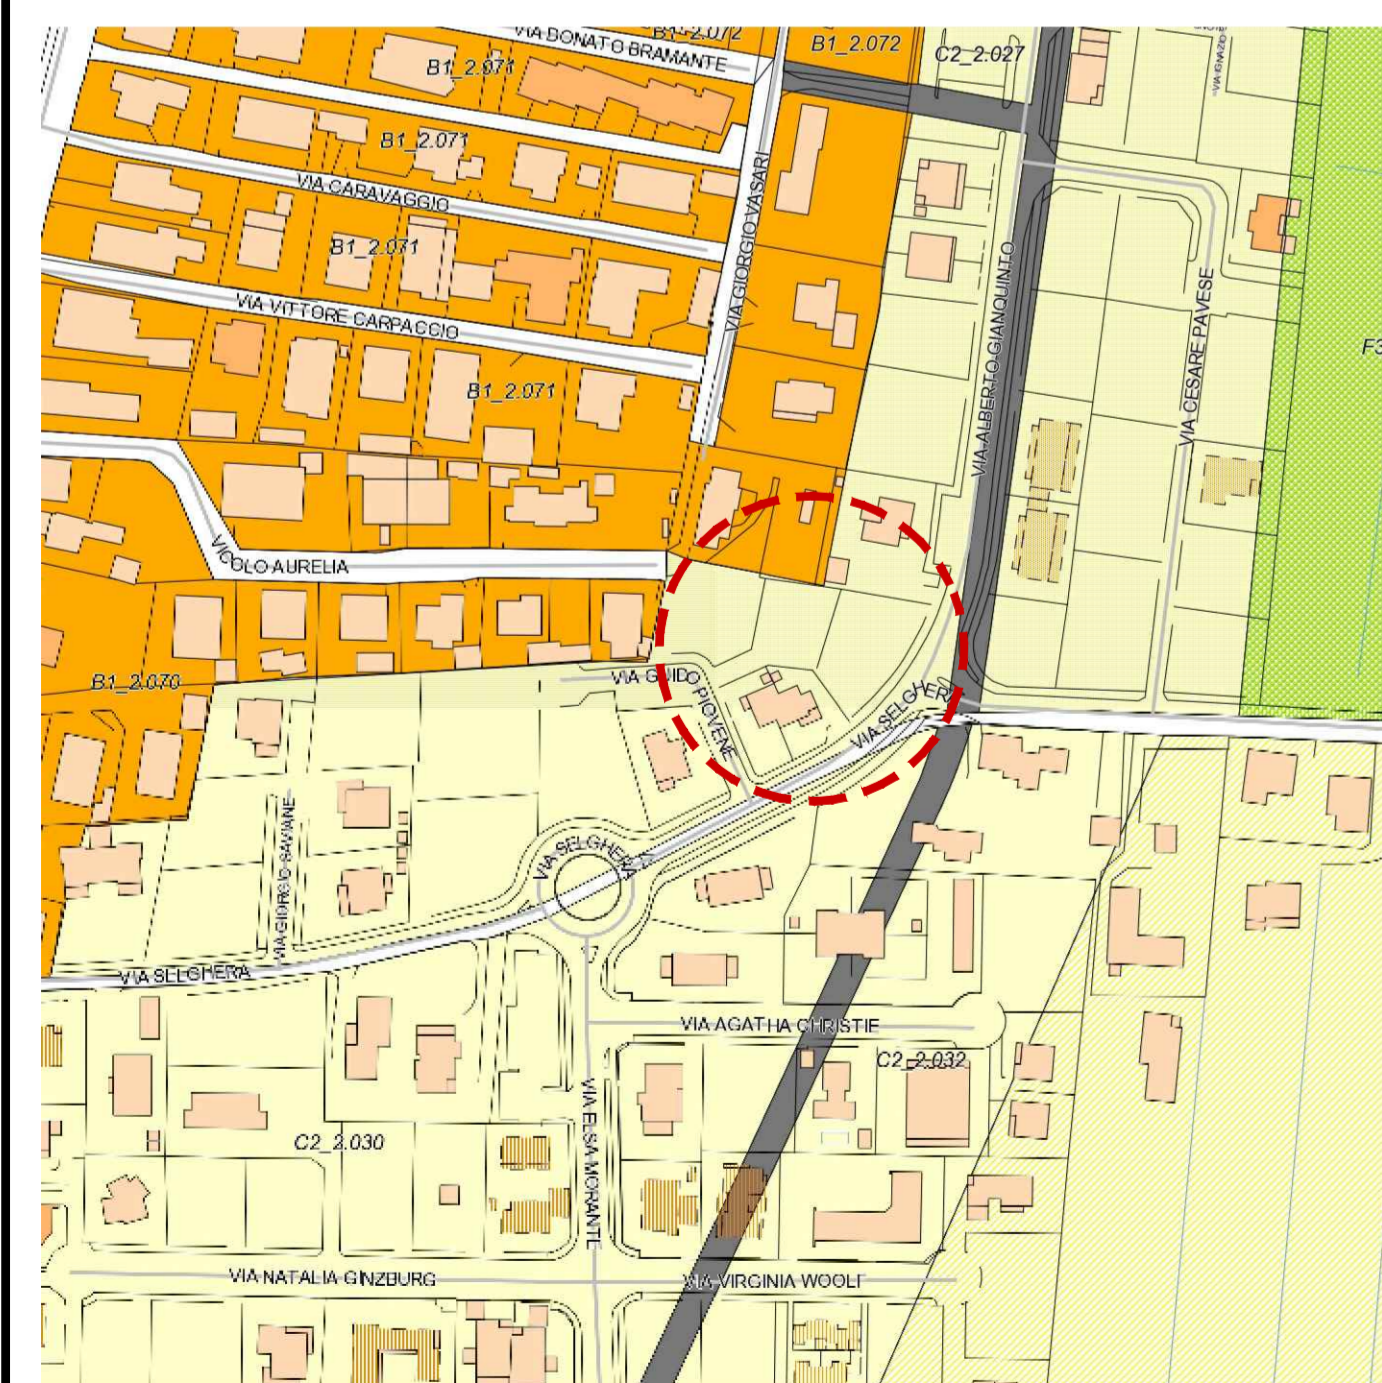 VIA DONATO BRAMANTE
B1_2.072
B1_2.072
C2_2.027
B1_2.071
B1_2.071
VIA CARAVAGGIO
VIA GIORGIO VASARI
B1_2.071
VIA ALBERTO GIANQUINTO
VIA CESARE PAVESE
VIA VITTORE CARPACCIO
F3
B1_2.071
VICOLO AURELIA
B1_2.070
VIA GUIDO PIOVENE
VIA SELGHERA
VIA GIORGIO SAVIANE
VIA SELGHERA
VIA SELGHERA
VIA AGATHA CHRISTIE
C2_2.032
VIA ELSA MORANTE
C2_2.030
VIA NATALIA GINZBURG
VIA VIRGINIA WOOLF